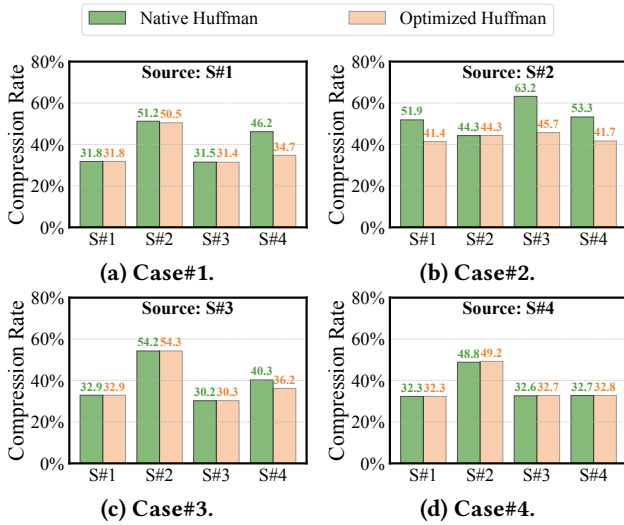 Native Huffman Optimized Huffman
Compression Rate
80%
60%
40%
20%
0%
Source: S#1
31.8 31.8 51.2 50.5 31.5 31.4 46.2 34.7
S#1 S#2 S#3 S#4
(a) Case#1.
Compression Rate
80%
60%
40%
20%
0%
Source: S#2
51.9 41.4 44.3 44.3 63.2 45.7 53.3 41.7
S#1 S#2 S#3 S#4
(b) Case#2.
Compression Rate
80%
60%
40%
20%
0%
Source: S#3
32.9 32.9 54.2 54.3 30.2 30.3 40.3 36.2
S#1 S#2 S#3 S#4
(c) Case#3.
Compression Rate
80%
60%
40%
20%
0%
Source: S#4
32.3 32.3 48.8 49.2 32.6 32.7 32.7 32.8
S#1 S#2 S#3 S#4
(d) Case#4.